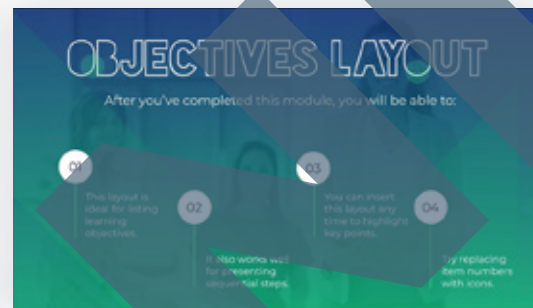 OBJECTIVES LAYOUT
After you've completed this module, you will be able to:
01
This layout is
ideal for listing
learning
objectives.
02
It also works well
for presenting
sequential steps.
03
You can insert
this layout any
time to highlight
key points.
04
Try replacing
item numbers
with icons.